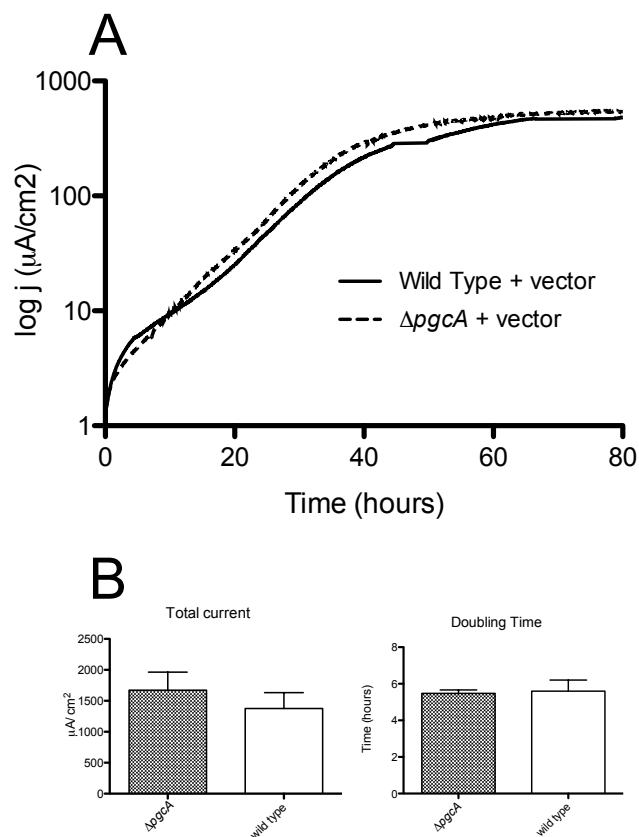 A
log j (μA/cm2)
1000
100
10
1
Wild Type + vector
ΔpgcA + vector
0 20 40 60 80
Time (hours)
B
Total current
μA/cm²
2500
2000
1500
1000
500
0
ΔpgcA
wild type
Doubling Time
Time (hours)
8
6
4
2
0
ΔpgcA
wild type